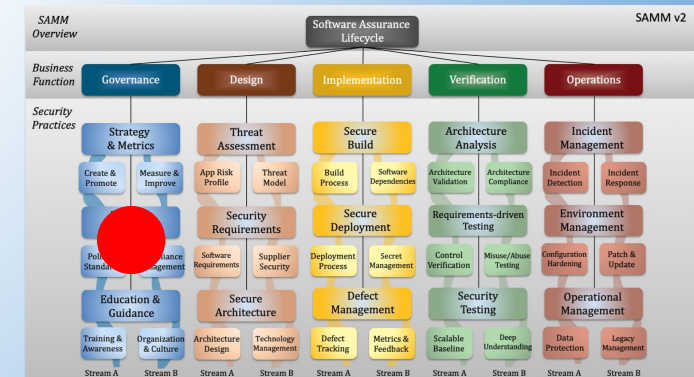 SAMM
Overview
Software Assurance
Lifecycle
SAMM v2
Business
Function
Governance
Design
Implementation
Verification
Operations
Security
Practices
Strategy
& Metrics
Threat
Assessment
Secure
Build
Architecture
Analysis
Incident
Management
Create &
Promote
Measure &
Improve
App Risk
Profile
Threat
Model
Build
Process
Software
Dependencies
Architecture
Validation
Architecture
Compliance
Incident
Detection
Incident
Response
Security
Requirements
Secure
Deployment
Requirements-driven
Testing
Environment
Management
Software
Requirements
Supplier
Security
Deployment
Process
Secret
Management
Control
Verification
Misuse/Abuse
Testing
Configuration
Hardening
Patch &
Update
Education &
Guidance
Secure
Architecture
Defect
Management
Security
Testing
Operational
Management
Training &
Awareness
Organization
& Culture
Architecture
Design
Technology
Management
Defect
Tracking
Metrics &
Feedback
Scalable
Baseline
Deep
Understanding
Data
Protection
Legacy
Management
Stream A
Stream B
Stream A
Stream B
Stream A
Stream B
Stream A
Stream B
Stream A
Stream B